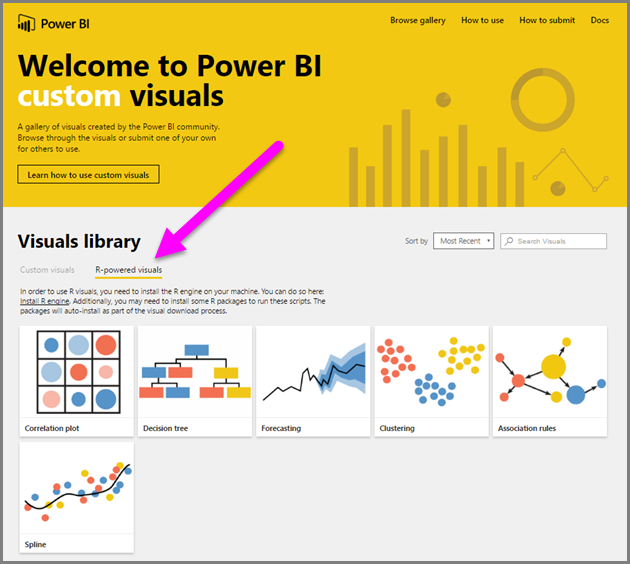 Power BI
Browse gallery
How to use
How to submit
Docs
Welcome to Power BI
custom visuals
A gallery of visuals created by the Power BI community.
Browse through the visuals or submit one of your own
for others to use.
Learn how to use custom visuals
Visuals library
Sort by
Most Recent
Search Visuals
Custom visuals
R-powered visuals
In order to use R visuals, you need to install the R engine on your machine. You can do so here:
Install R engine. Additionally, you may need to install some R packages to run these scripts. The
packages will auto-install as part of the visual download process.
Correlation plot
Decision tree
Forecasting
Clustering
Association rules
Spline